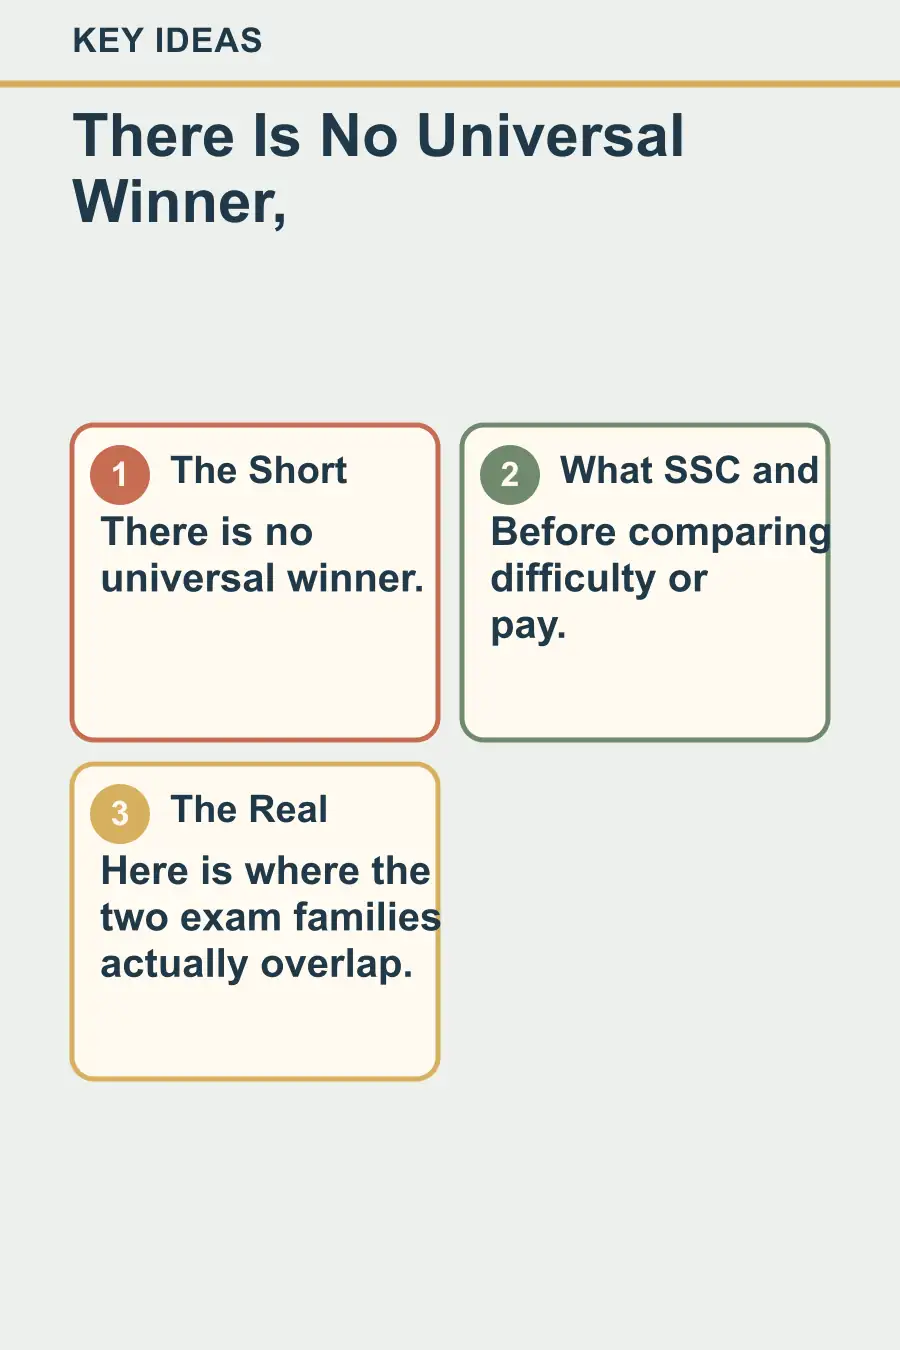 KEY IDEAS
There Is No Universal
Winner,
1 The Short
There is no
universal winner.
2 What SSC and
Before comparing
difficulty or
pay.
3 The Real
Here is where the
two exam families
actually overlap.